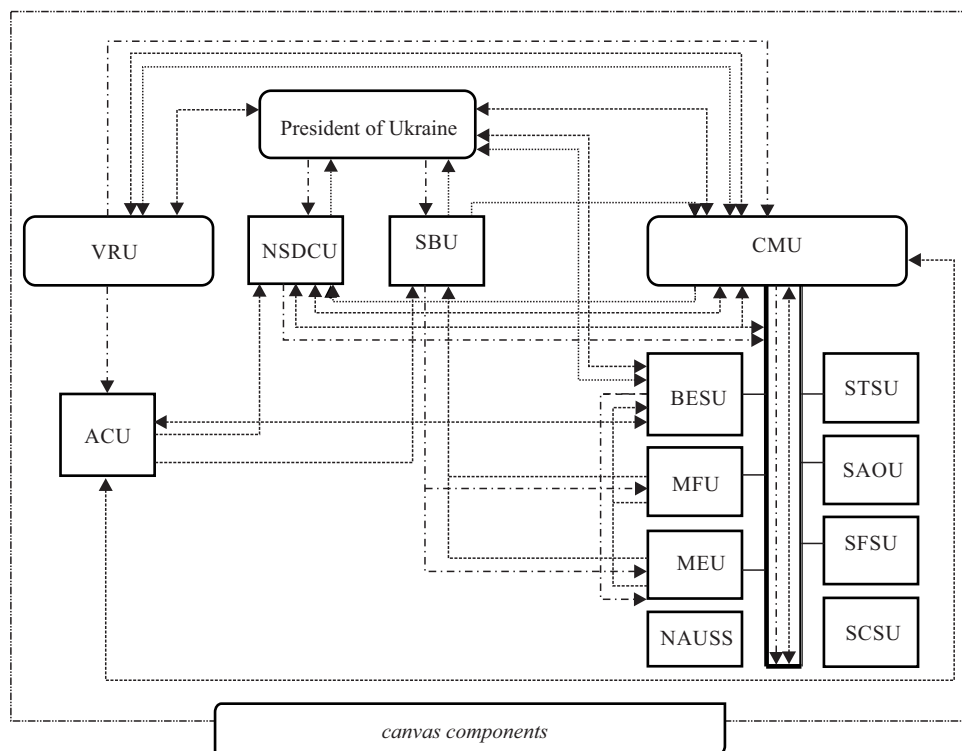 President of Ukraine
VRU
NSDCU
SBU
CMU
BESU
STSU
ACU
SAOU
MFU
SFSU
MEU
NAUSS
SCSU
canvas components